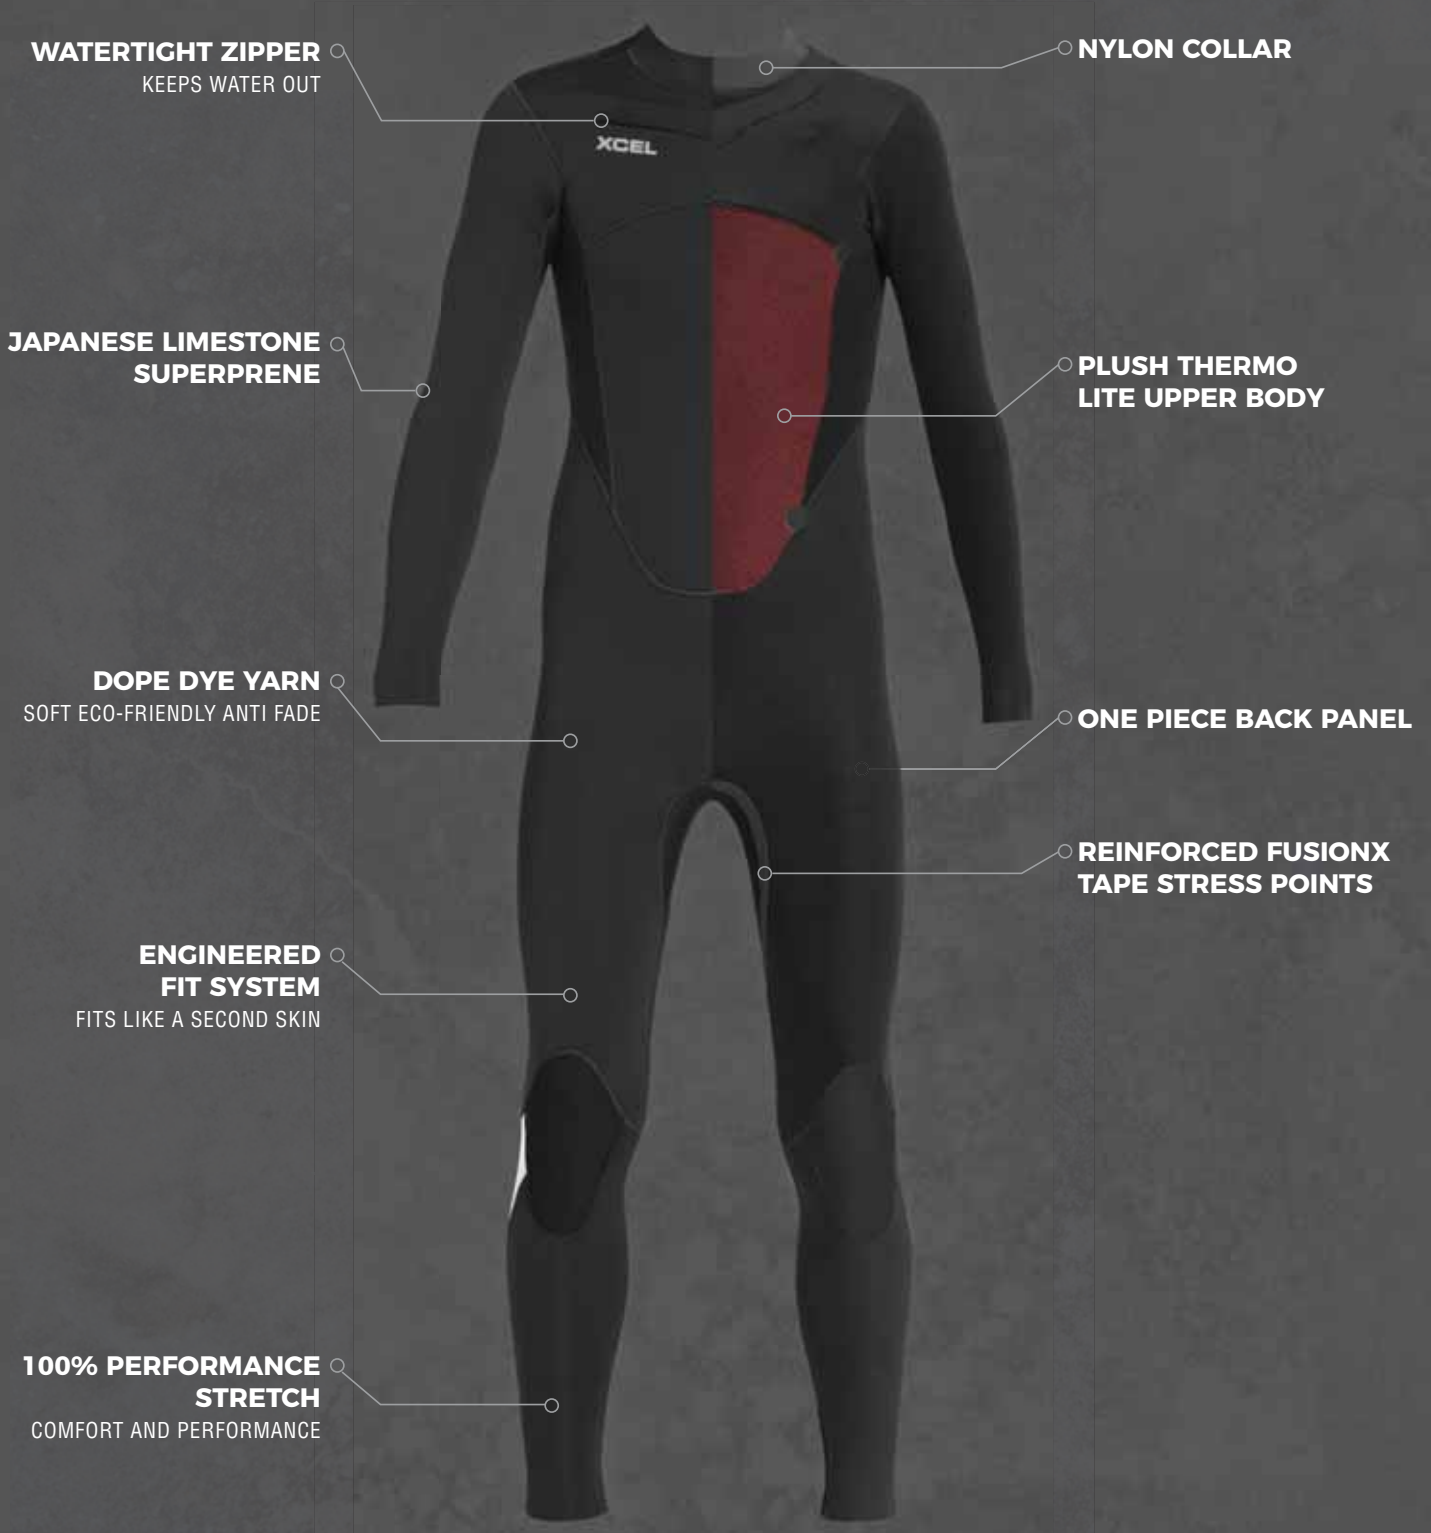 WATERTIGHT ZIPPER
KEEPS WATER OUT
NYLON COLLAR
XCEL
JAPANESE LIMESTONE
SUPERPRENE
PLUSH THERMO
LITE UPPER BODY
DOPE DYE YARN
SOFT ECO-FRIENDLY ANTI FADE
ONE PIECE BACK PANEL
REINFORCED FUSIONX
TAPE STRESS POINTS
ENGINEERED
FIT SYSTEM
FITS LIKE A SECOND SKIN
100% PERFORMANCE
STRETCH
COMFORT AND PERFORMANCE